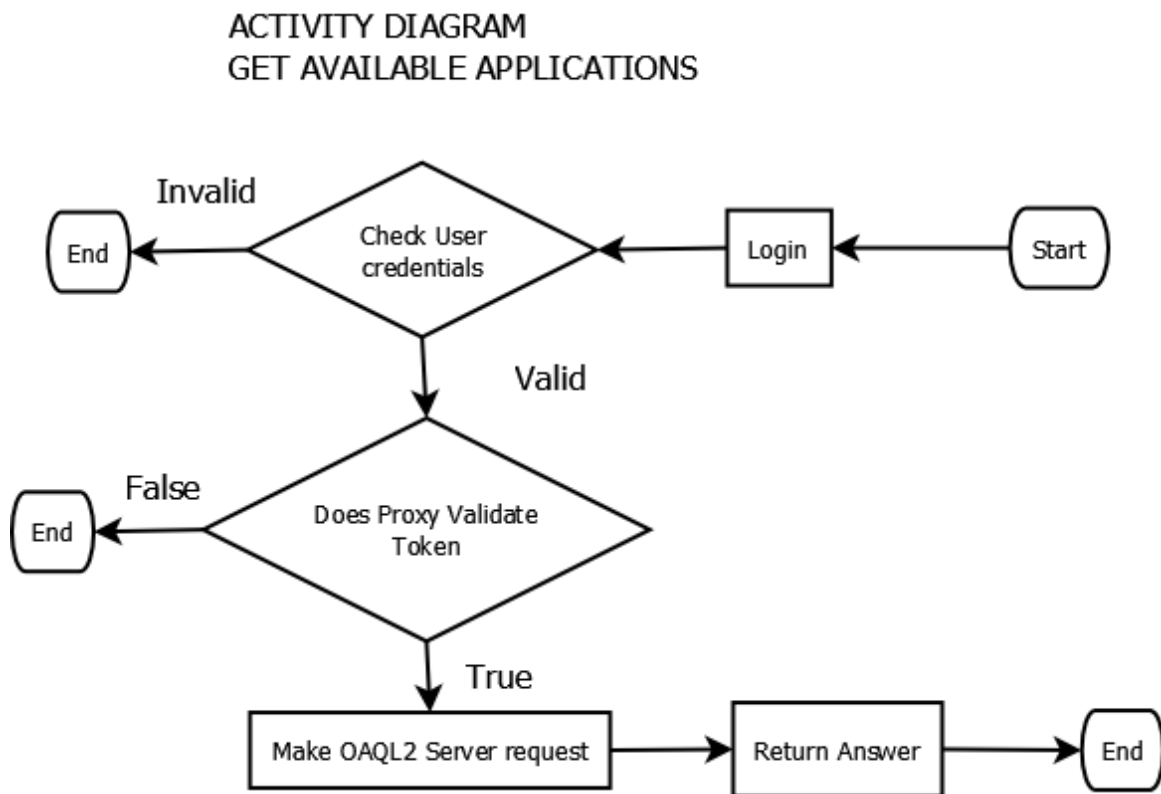 ACTIVITY DIAGRAM
GET AVAILABLE APPLICATIONS
Invalid
End
Check User
credentials
Login
Start
Valid
False
End
Does Proxy Validate
Token
True
Make OAQL2 Server request
Return Answer
End